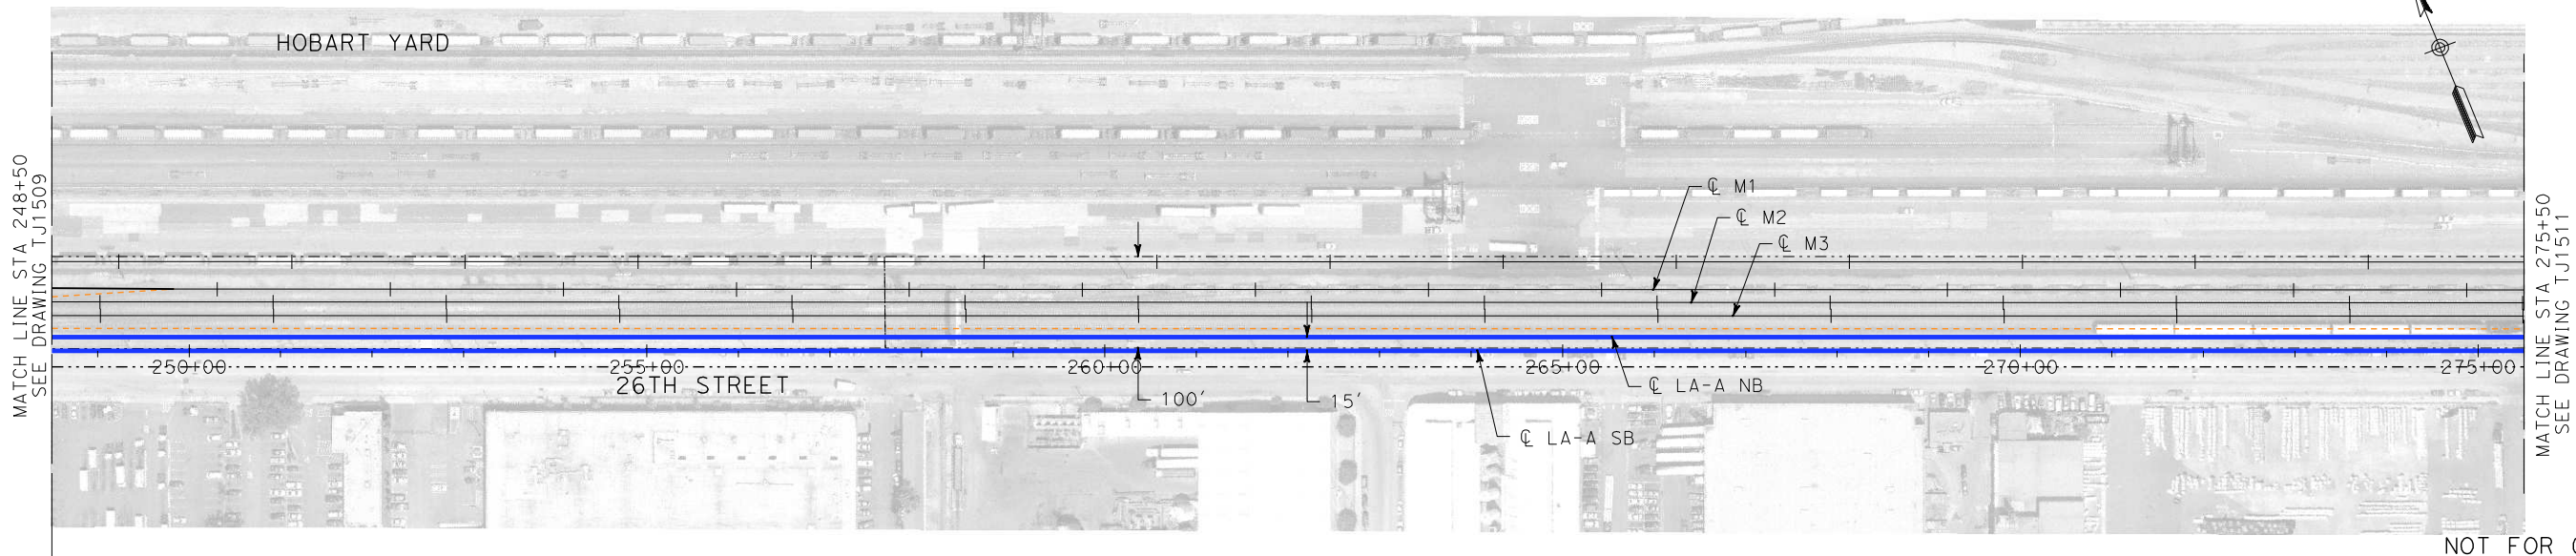 HOBART YARD
MATCH LINE STA 248+50
SEE DRAWING TJ1509
℄ M1
℄ M2
℄ M3
MATCH LINE STA 275+50
SEE DRAWING TJ1511
250+00
255+00
260+00
265+00
270+00
275+00
26TH STREET
℄ LA-A NB
100'
15'
℄ LA-A SB
NOT FOR